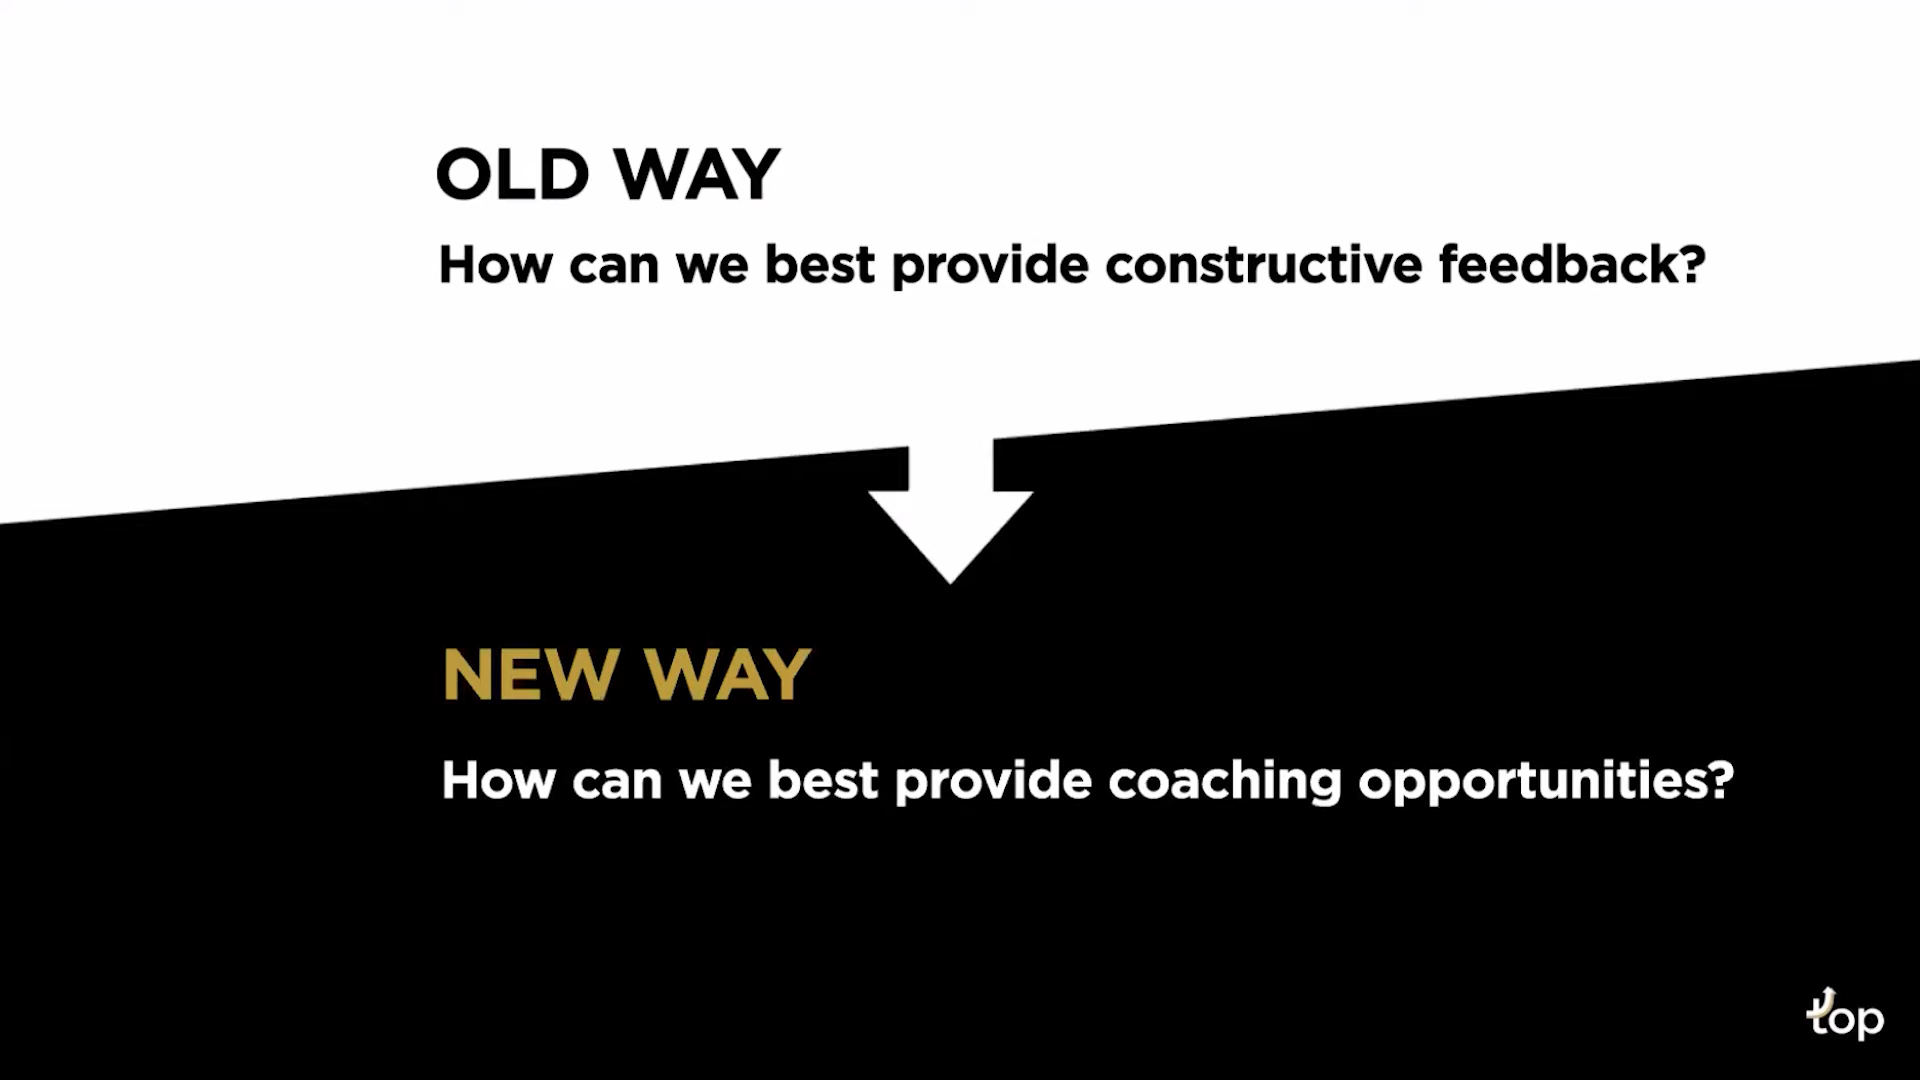 OLD WAY
How can we best provide constructive feedback?
NEW WAY
How can we best provide coaching opportunities?
top